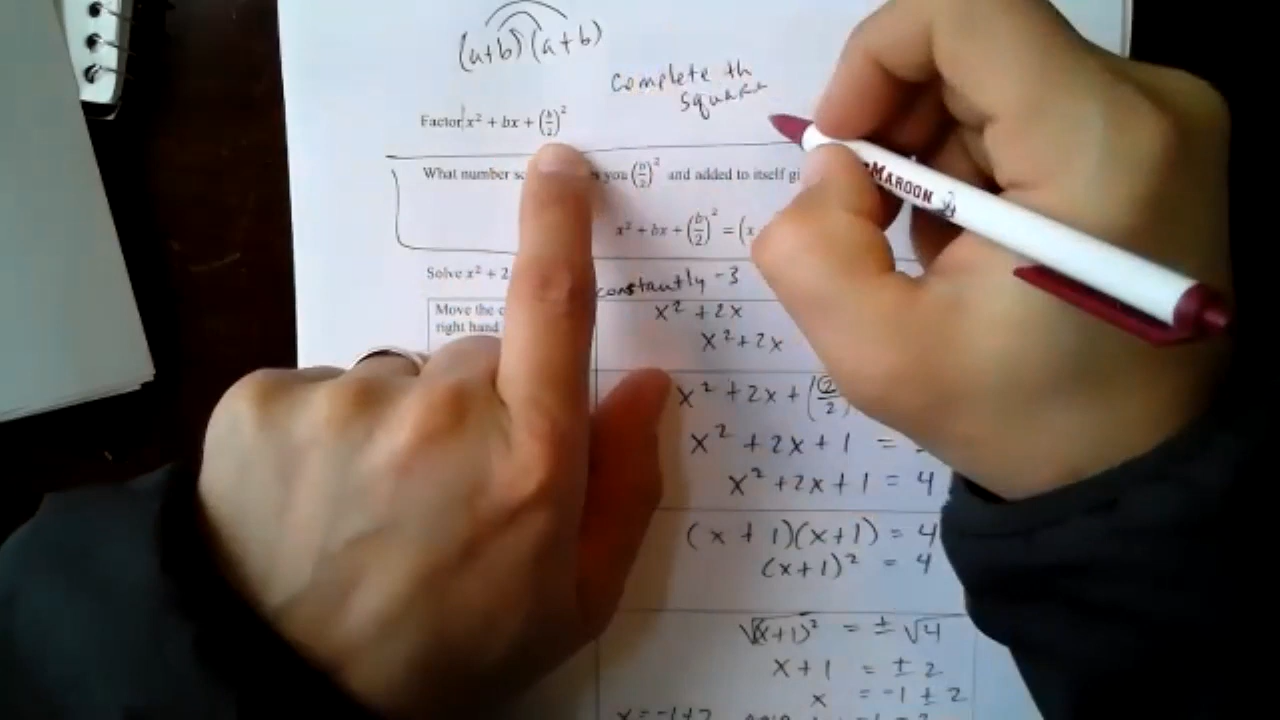 (a+b)(a+b)
complete th
square
Factor x² + bx + (b/2)²
What number you (b/2)² and added to itself
x² + bx + (b/2)² = (x
Solve x² + 2
constantly -3
Move the
right hand
x² + 2x
x² + 2x
x² + 2x + (2/2)
x² + 2x + 1 =
x² + 2x + 1 = 4
(x + 1)(x+1) = 4
(x+1)² = 4
√(x+1)² = ± √4
x + 1 = ± 2
x = -1 ± 2
x = -1+2
MAROON